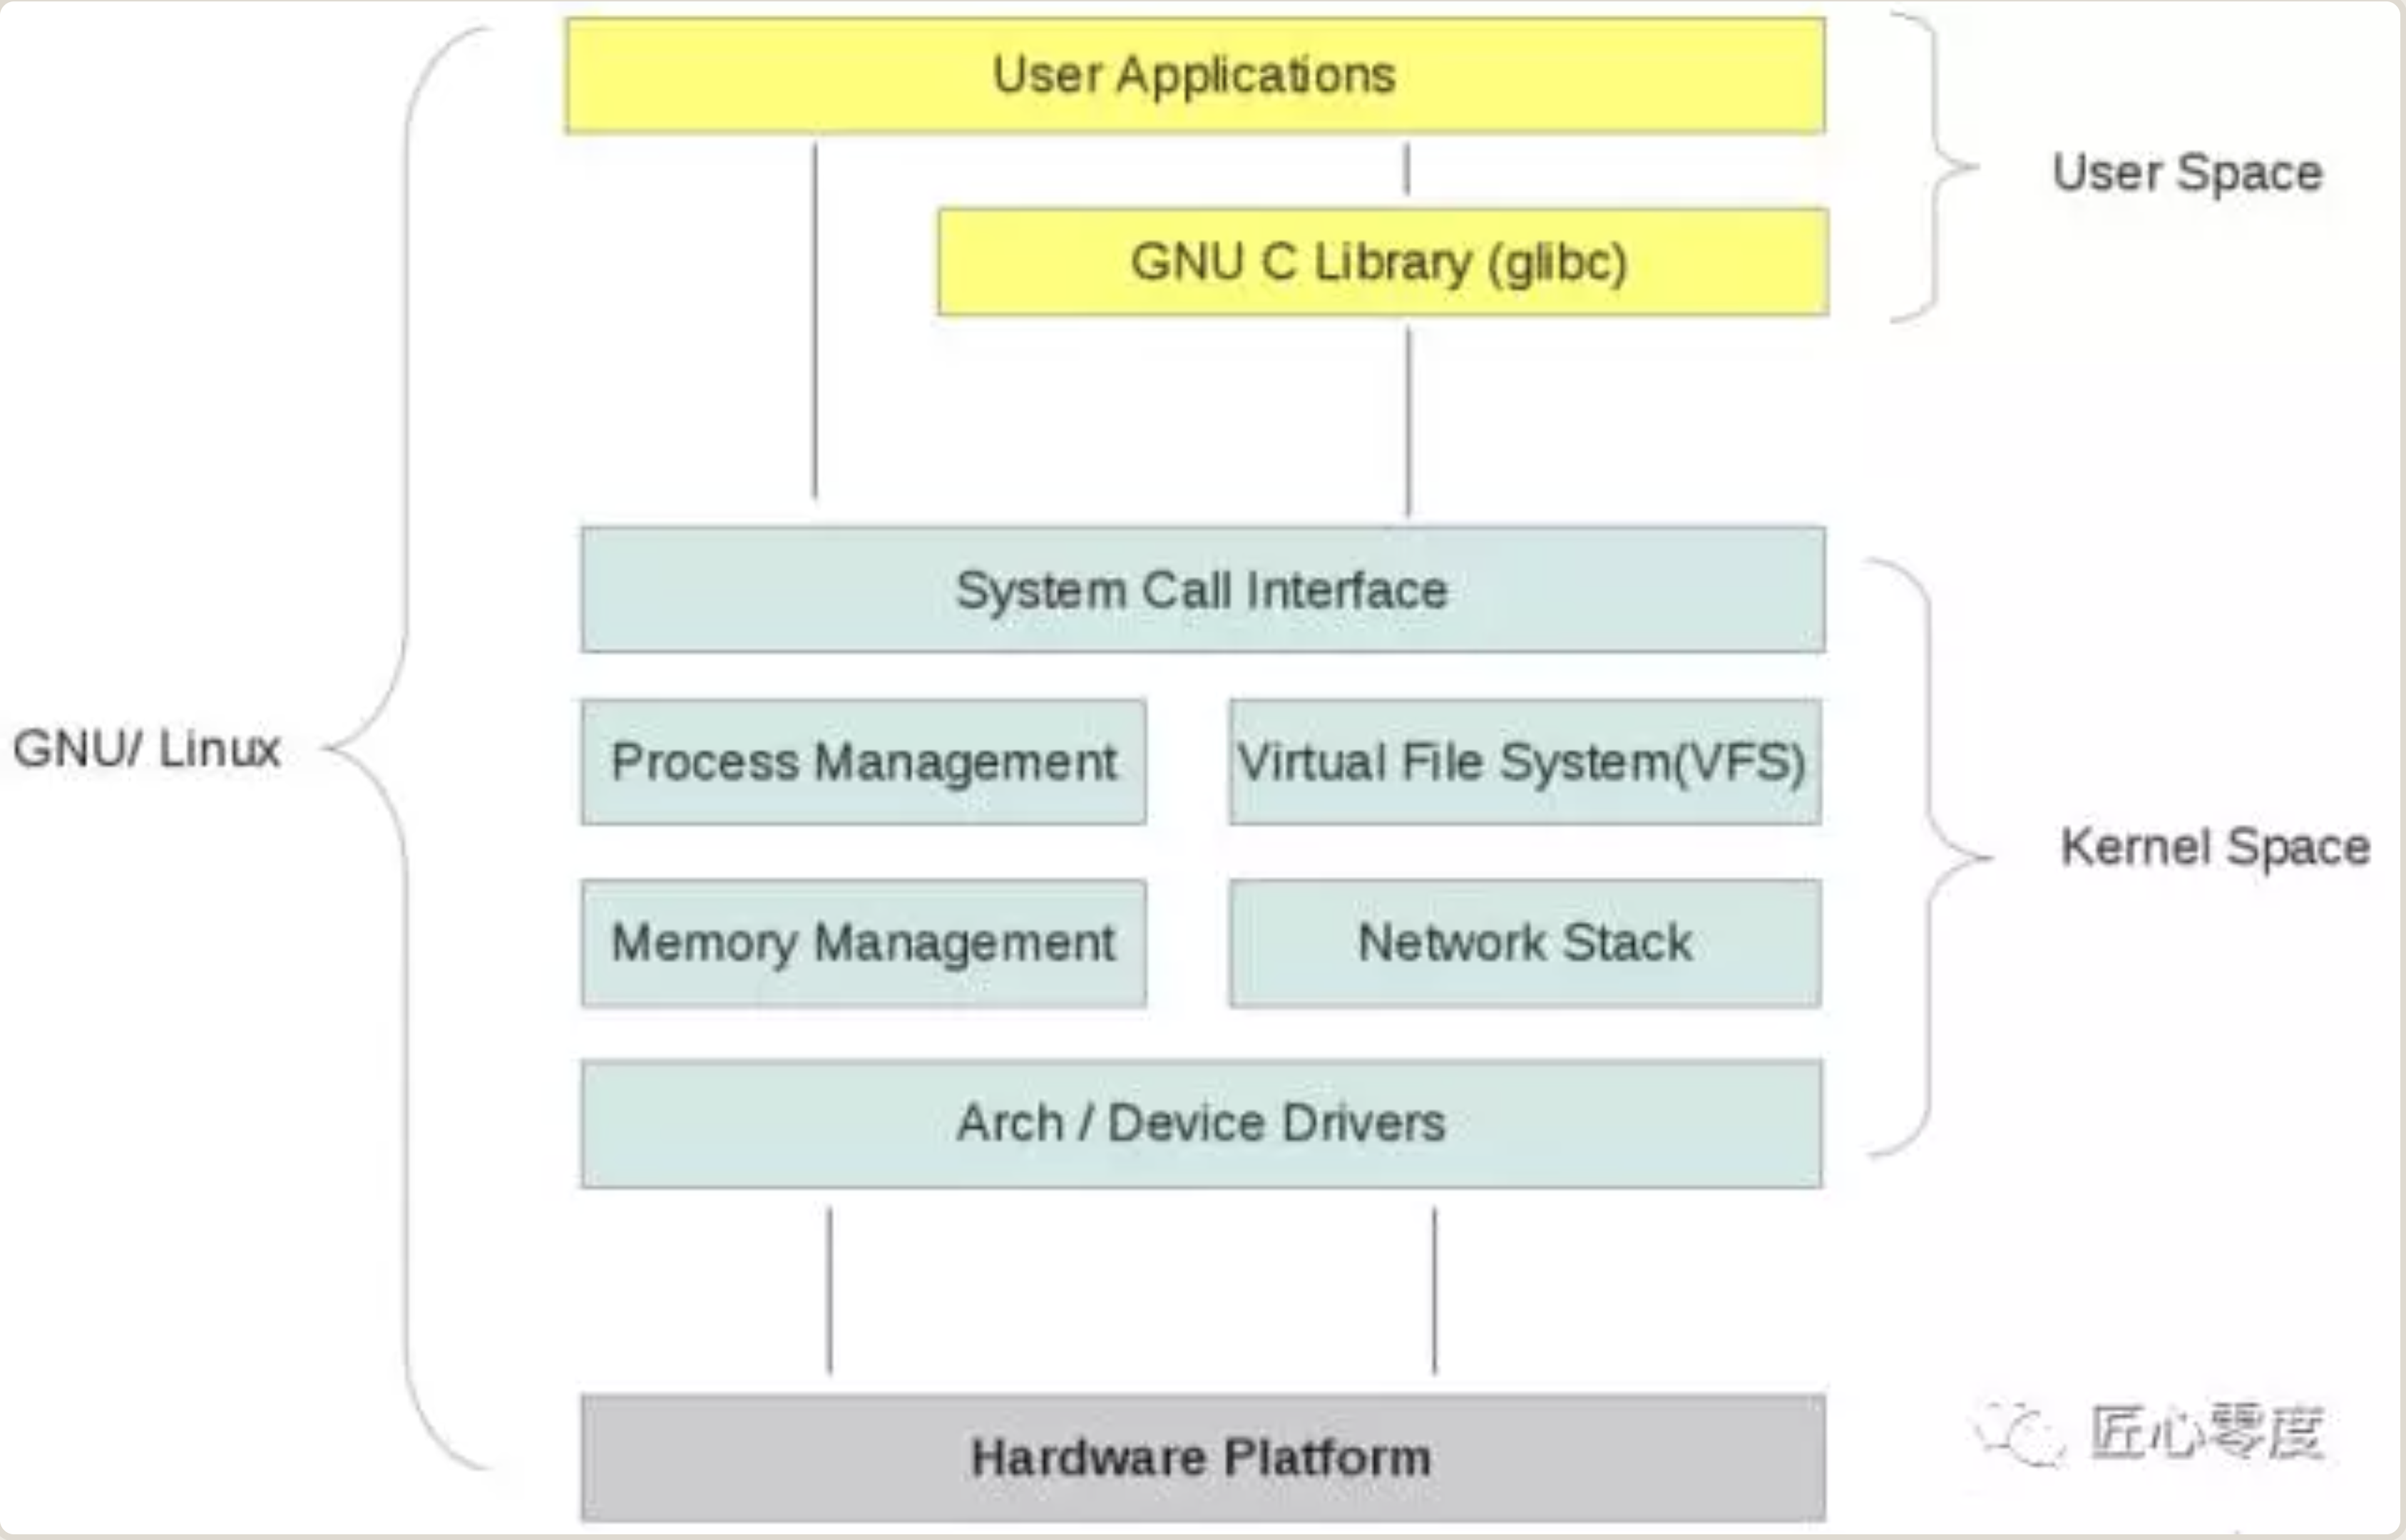 User Applications
User Space
GNU C Library (glibc)
System Call Interface
GNU/ Linux
Process Management
Virtual File System(VFS)
Kernel Space
Memory Management
Network Stack
Arch / Device Drivers
Hardware Platform
匠心零度